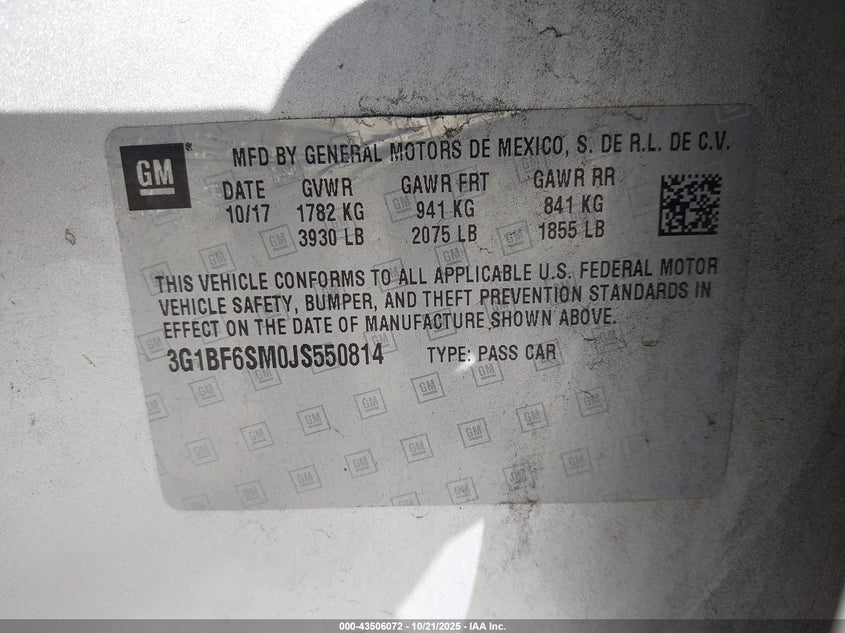 GM
MFD BY GENERAL MOTORS DE MEXICO, S. DE R.L. DE C.V.
DATE GVWR GAWR FRT GAWR RR
10/17 1782 KG 941 KG 841 KG
3930 LB 2075 LB 1855 LB
THIS VEHICLE CONFORMS TO ALL APPLICABLE U.S. FEDERAL MOTOR
VEHICLE SAFETY, BUMPER, AND THEFT PREVENTION STANDARDS IN
EFFECT ON THE DATE OF MANUFACTURE SHOWN ABOVE.
3G1BF6SM0JS550814 TYPE: PASS CAR
000-43506072 - 10/21/2025 - IAA Inc.